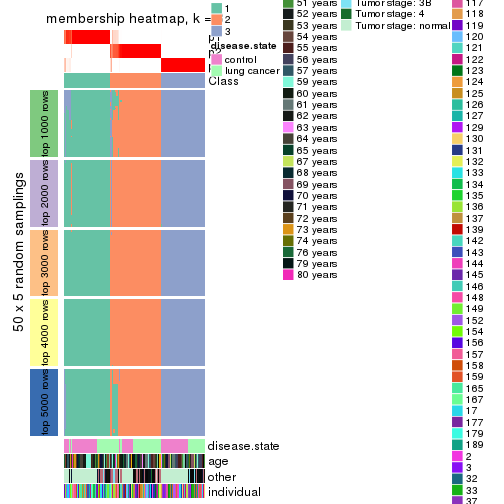 membership heatmap, k =
1
2
3
disease.state
control
lung cancer
Class
50 x 5 random samplings
top 1000 rows
top 2000 rows
top 3000 rows
top 4000 rows
top 5000 rows
disease.state
age
other
individual
51 years
52 years
53 years
54 years
55 years
56 years
57 years
59 years
60 years
61 years
62 years
63 years
64 years
65 years
67 years
68 years
69 years
70 years
71 years
72 years
73 years
74 years
76 years
79 years
80 years
Tumor stage: 3B
Tumor stage: 4
Tumor stage: normal
117
118
119
120
121
122
123
124
125
126
127
129
130
131
132
133
134
135
136
137
139
142
143
144
145
146
148
149
152
154
156
157
158
159
165
167
17
177
179
189
2
3
32
33
37